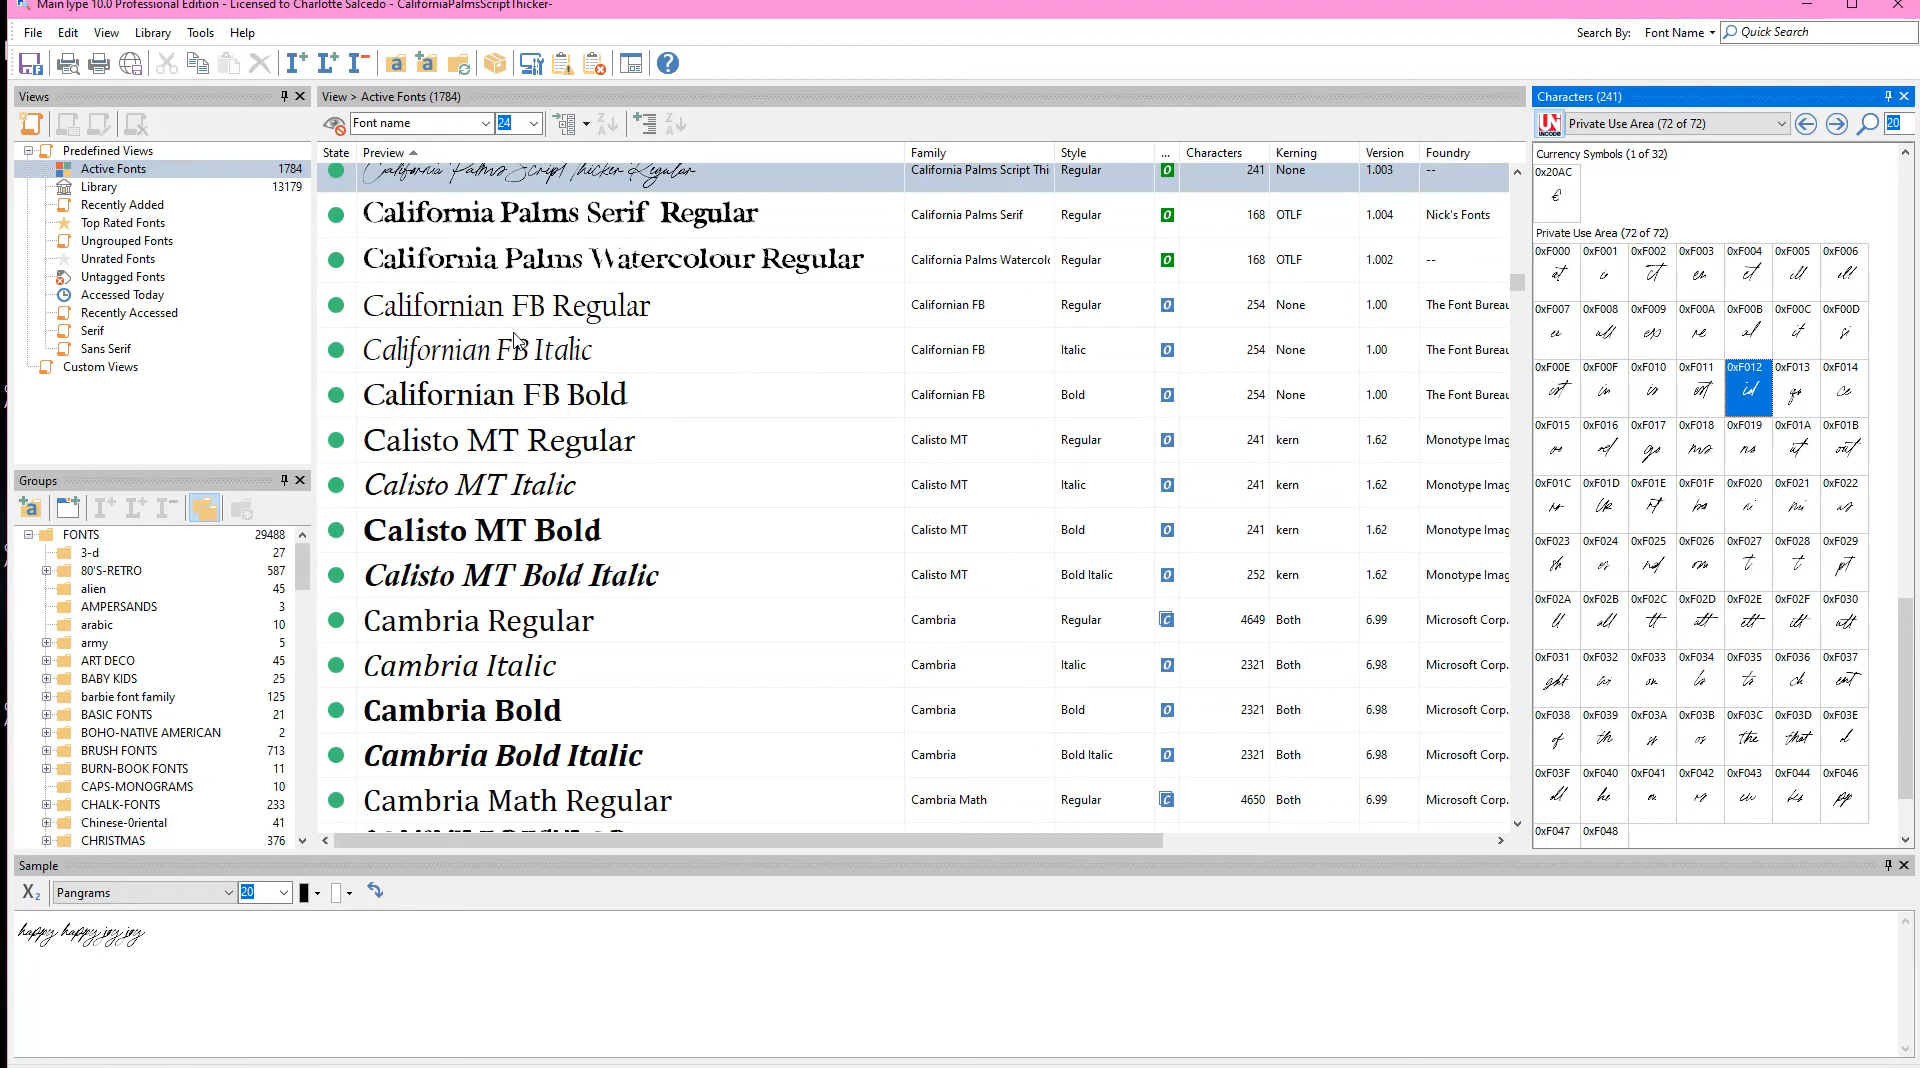 MainType 10.0 Professional Edition - Licensed to Charlotte Salcedo - CaliforniaPalmsScriptThicker-
File Edit View Library Tools Help
Search By: Font Name Quick Search
Views
View > Active Fonts (1784)
Characters (241)
Font name 24
Private Use Area (72 of 72) 20
Predefined Views
Active Fonts 1784
Library 13179
Recently Added
Top Rated Fonts
Ungrouped Fonts
Unrated Fonts
Untagged Fonts
Accessed Today
Recently Accessed
Serif
Sans Serif
Custom Views
Groups
FONTS 29488
3-d 27
80'S-RETRO 587
alien 45
AMPERSANDS 3
arabic 10
army 5
ART DECO 45
BABY KIDS 25
barbie font family 125
BASIC FONTS 21
BOHO-NATIVE AMERICAN 2
BRUSH FONTS 713
BURN-BOOK FONTS 11
CAPS-MONOGRAMS 10
CHALK-FONTS 233
Chinese-0riental 41
CHRISTMAS 376
State Preview Family Style ... Characters Kerning Version Foundry
California Palms Script Thicker Regular California Palms Script Thi Regular O 241 None 1.003 --
California Palms Serif Regular California Palms Serif Regular O 168 OTLF 1.004 Nick's Fonts
California Palms Watercolour Regular California Palms Watercolc Regular O 168 OTLF 1.002 --
Californian FB Regular Californian FB Regular O 254 None 1.00 The Font Bureau
Californian FB Italic Californian FB Italic O 254 None 1.00 The Font Bureau
Californian FB Bold Californian FB Bold O 254 None 1.00 The Font Bureau
Calisto MT Regular Calisto MT Regular O 241 kern 1.62 Monotype Imag
Calisto MT Italic Calisto MT Italic O 241 kern 1.62 Monotype Imag
Calisto MT Bold Calisto MT Bold O 241 kern 1.62 Monotype Imag
Calisto MT Bold Italic Calisto MT Bold Italic O 252 kern 1.62 Monotype Imag
Cambria Regular Cambria Regular C 4649 Both 6.99 Microsoft Corp.
Cambria Italic Cambria Italic O 2321 Both 6.98 Microsoft Corp.
Cambria Bold Cambria Bold O 2321 Both 6.98 Microsoft Corp.
Cambria Bold Italic Cambria Bold Italic O 2321 Both 6.98 Microsoft Corp.
Cambria Math Regular Cambria Math Regular C 4650 Both 6.99 Microsoft Corp.
Currency Symbols (1 of 32)
0x20AC
€
Private Use Area (72 of 72)
0xF000 0xF001 0xF002 0xF003 0xF004 0xF005 0xF006
0xF007 0xF008 0xF009 0xF00A 0xF00B 0xF00C 0xF00D
0xF00E 0xF00F 0xF010 0xF011 0xF012 0xF013 0xF014
0xF015 0xF016 0xF017 0xF018 0xF019 0xF01A 0xF01B
0xF01C 0xF01D 0xF01E 0xF01F 0xF020 0xF021 0xF022
0xF023 0xF024 0xF025 0xF026 0xF027 0xF028 0xF029
0xF02A 0xF02B 0xF02C 0xF02D 0xF02E 0xF02F 0xF030
0xF031 0xF032 0xF033 0xF034 0xF035 0xF036 0xF037
0xF038 0xF039 0xF03A 0xF03B 0xF03C 0xF03D 0xF03E
0xF03F 0xF040 0xF041 0xF042 0xF043 0xF044 0xF046
0xF047 0xF048
Sample
X₂ Pangrams 20
happy happy joy joy